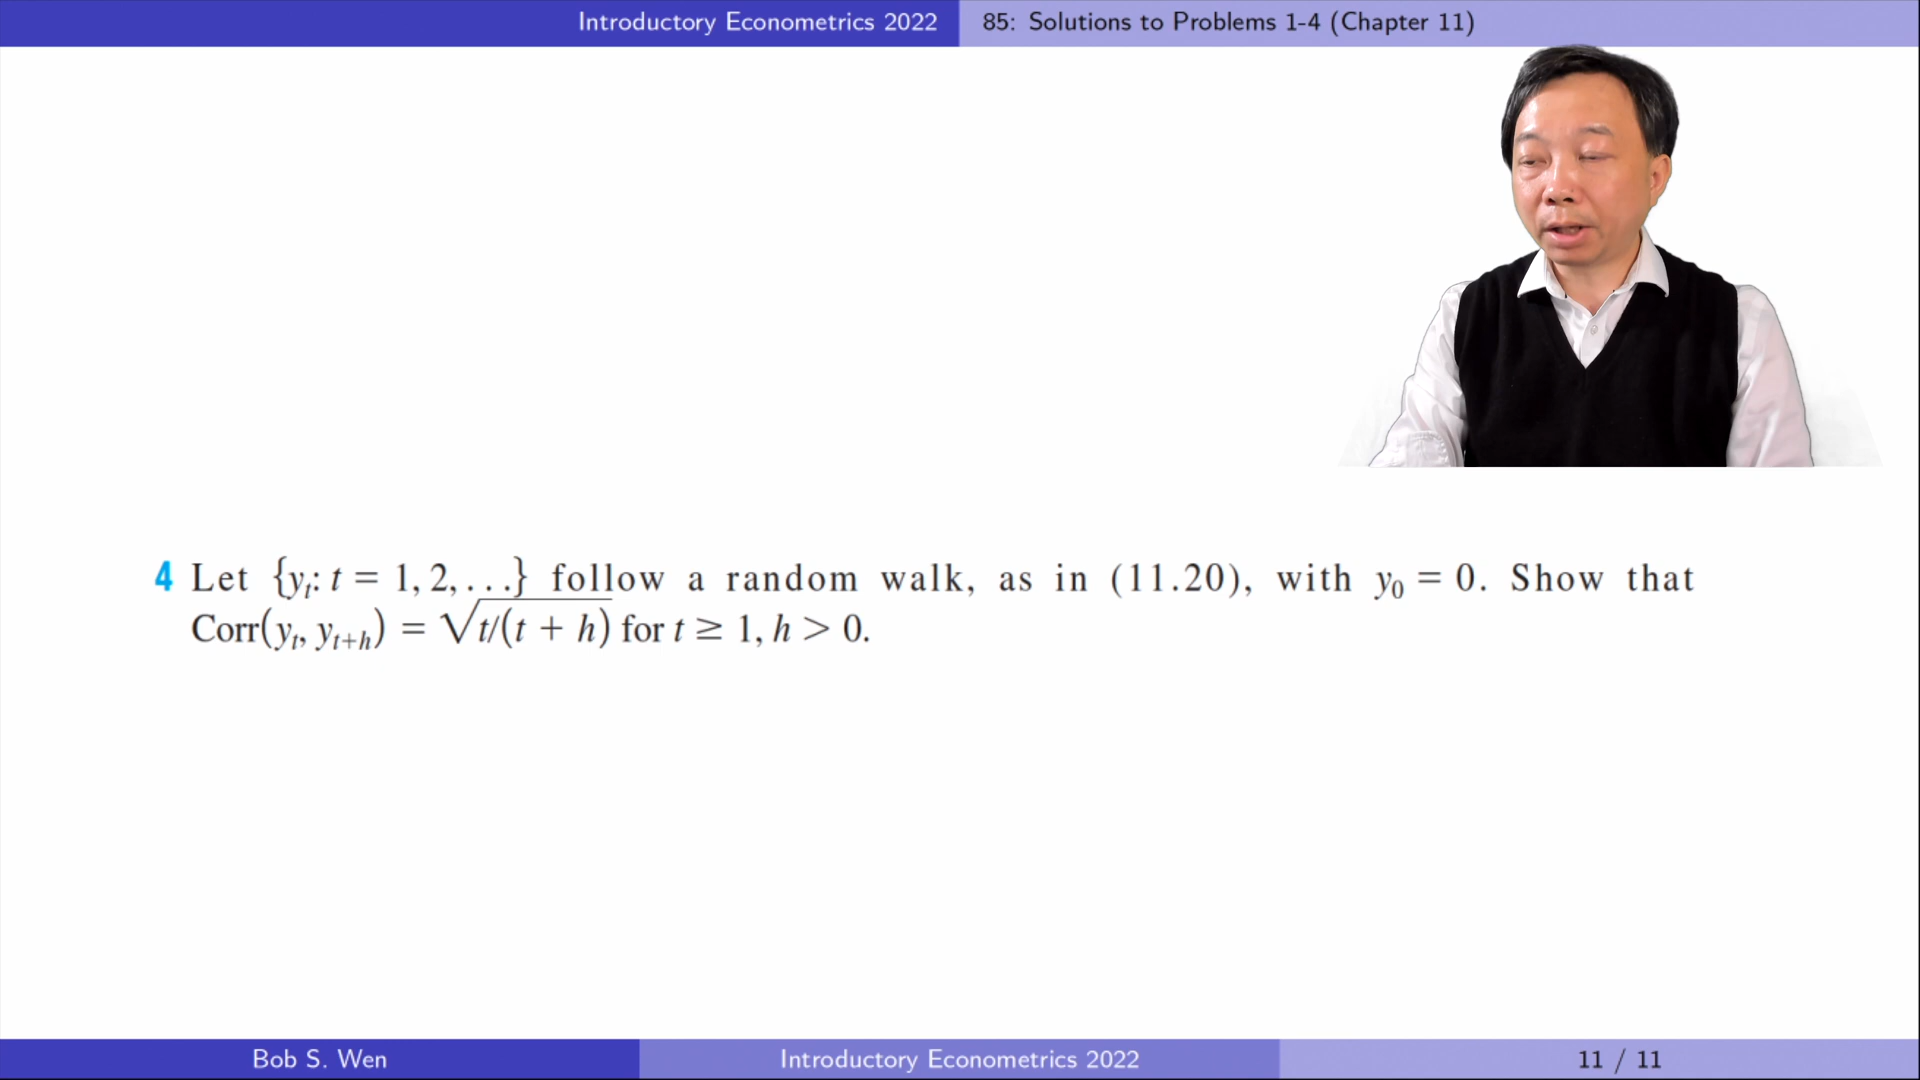 Introductory Econometrics 2022
85: Solutions to Problems 1-4 (Chapter 11)
4 Let {yₜ: t = 1, 2, . . .} follow a random walk, as in (11.20), with y₀ = 0. Show that
Corr(yₜ, yₜ₊ₕ) = √t/(t + h) for t ≥ 1, h > 0.
Bob S. Wen
Introductory Econometrics 2022
11 / 11